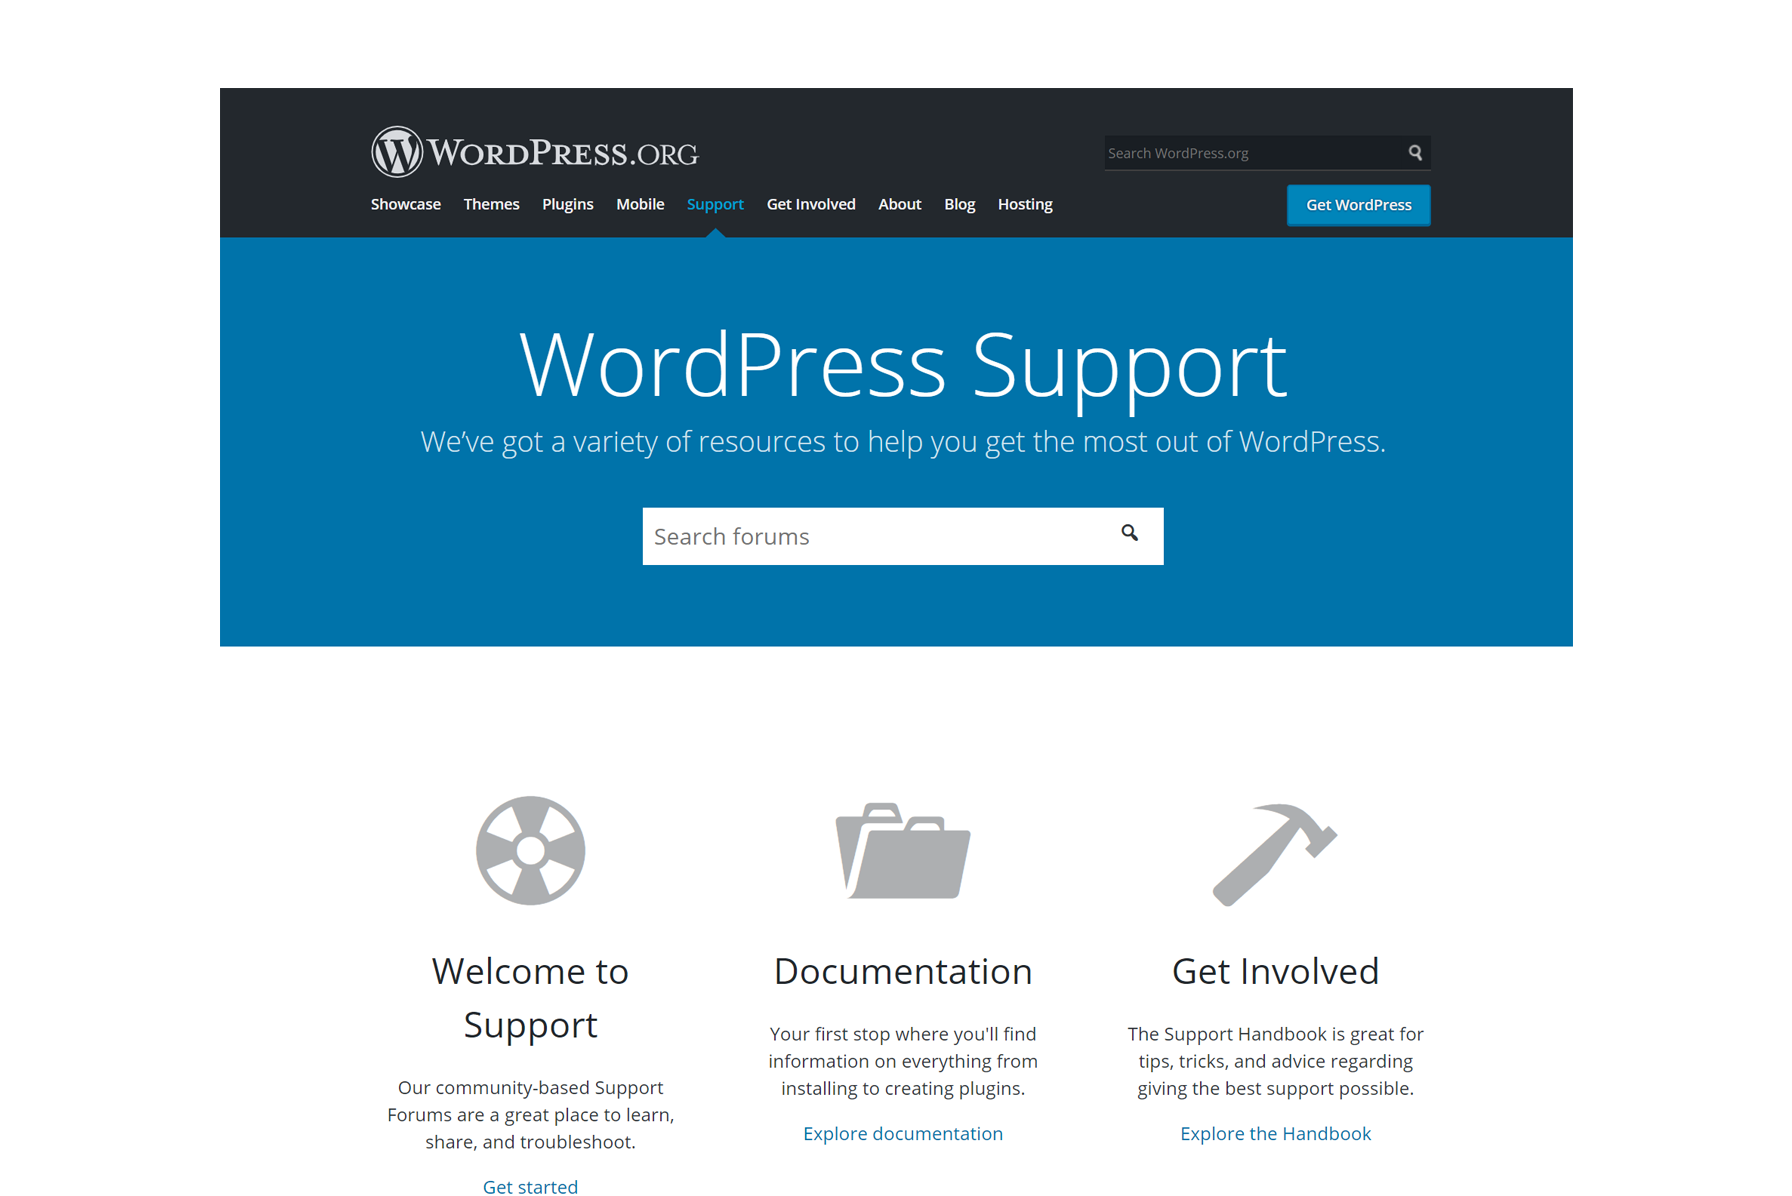 WORDPRESS.ORG
Search WordPress.org
Showcase Themes Plugins Mobile Support Get Involved About Blog Hosting
Get WordPress
WordPress Support
We’ve got a variety of resources to help you get the most out of WordPress.
Search forums
Welcome to
Support
Our community-based Support
Forums are a great place to learn,
share, and troubleshoot.
Get started
Documentation
Your first stop where you'll find
information on everything from
installing to creating plugins.
Explore documentation
Get Involved
The Support Handbook is great for
tips, tricks, and advice regarding
giving the best support possible.
Explore the Handbook